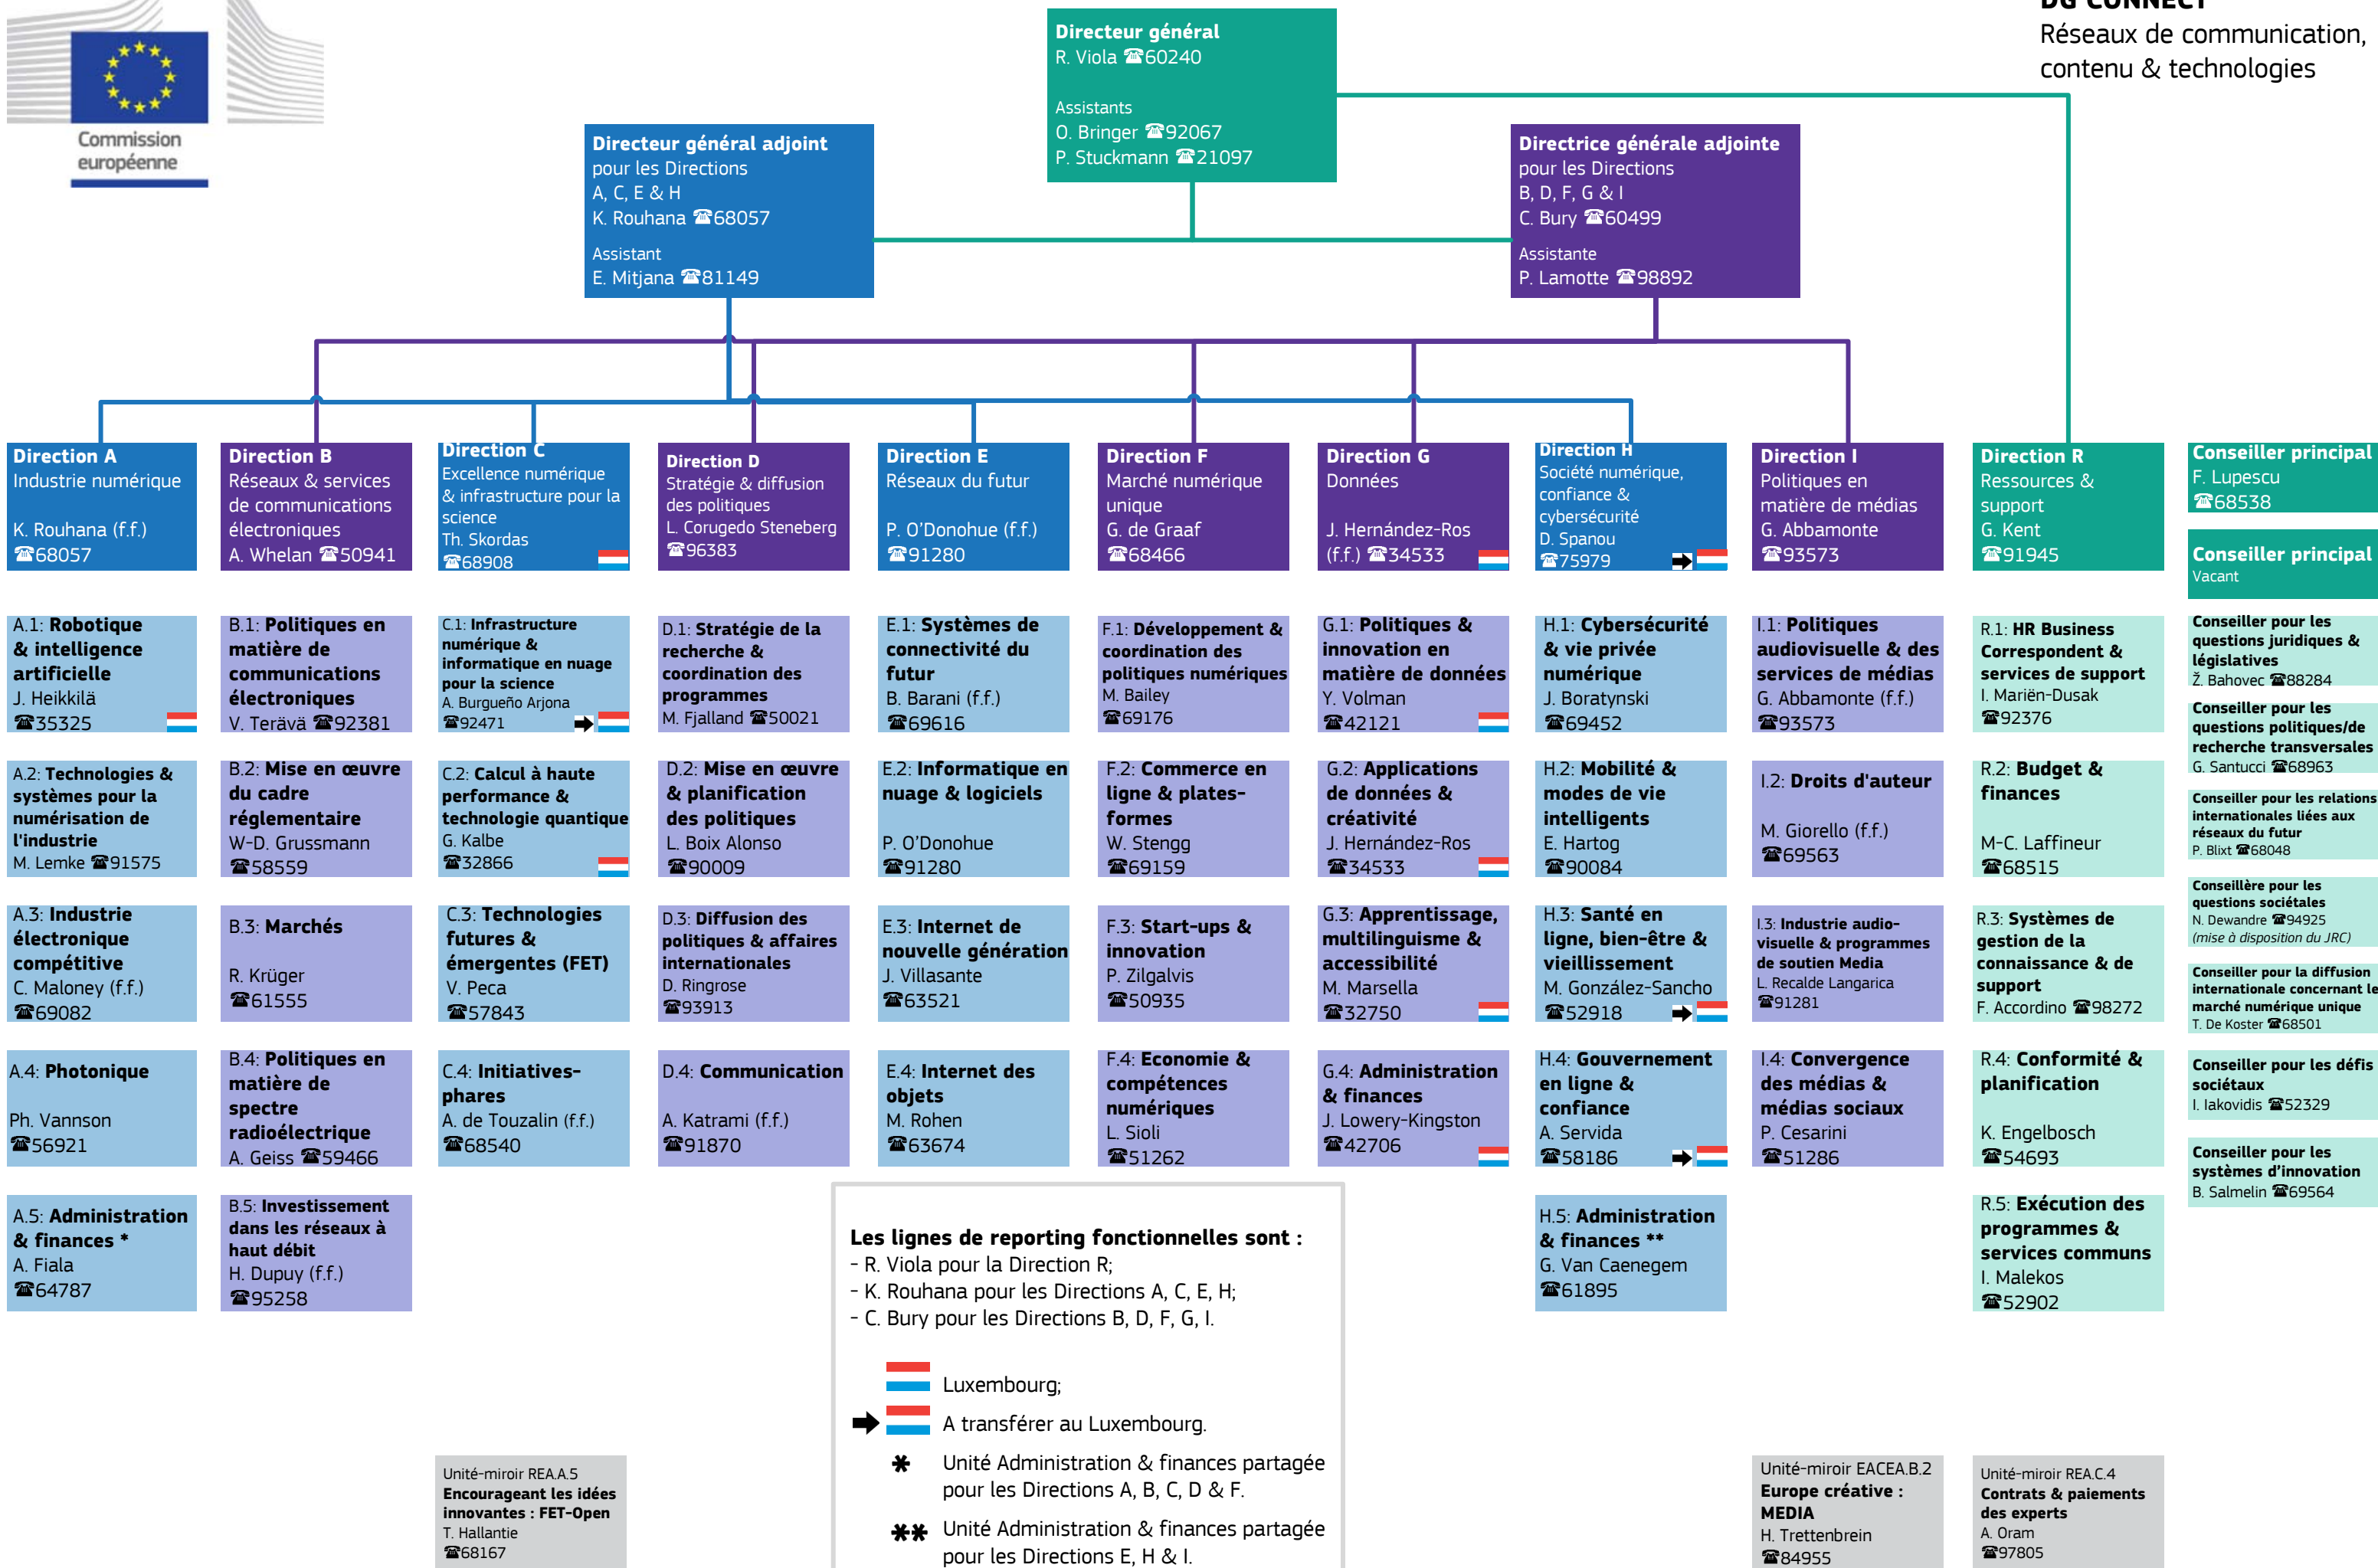 DG CONNECT
Réseaux de communication,
contenu & technologies
Commission
européenne
Directeur général
R. Viola ☎60240
Assistants
O. Bringer ☎92067
P. Stuckmann ☎21097
Directeur général adjoint
pour les Directions
A, C, E & H
K. Rouhana ☎68057
Assistant
E. Mitjana ☎81149
Directrice générale adjointe
pour les Directions
B, D, F, G & I
C. Bury ☎60499
Assistante
P. Lamotte ☎98892
Direction A
Industrie numérique
K. Rouhana (f.f.)
☎68057
Direction B
Réseaux & services
de communications
électroniques
A. Whelan ☎50941
Direction C
Excellence numérique
& infrastructure pour la
science
Th. Skordas
☎68908
Direction D
Stratégie & diffusion
des politiques
L. Corugedo Steneberg
☎96383
Direction E
Réseaux du futur
P. O'Donohue (f.f.)
☎91280
Direction F
Marché numérique
unique
G. de Graaf
☎68466
Direction G
Données
J. Hernández-Ros
(f.f.) ☎34533
Direction H
Société numérique,
confiance &
cybersécurité
D. Spanou
☎75979
Direction I
Politiques en
matière de médias
G. Abbamonte
☎93573
Direction R
Ressources &
support
G. Kent
☎91945
Conseiller principal
F. Lupescu
☎68538
Conseiller principal
Vacant
A.1: Robotique
& intelligence
artificielle
J. Heikkilä
☎35325
B.1: Politiques en
matière de
communications
électroniques
V. Terävä ☎92381
C.1: Infrastructure
numérique &
informatique en nuage
pour la science
A. Burgueño Arjona
☎92471
D.1: Stratégie de la
recherche &
coordination des
programmes
M. Fjalland ☎50021
E.1: Systèmes de
connectivité du
futur
B. Barani (f.f.)
☎69616
F.1: Développement &
coordination des
politiques numériques
M. Bailey
☎69176
G.1: Politiques &
innovation en
matière de données
Y. Volman
☎42121
H.1: Cybersécurité
& vie privée
numérique
J. Boratynski
☎69452
I.1: Politiques
audiovisuelle & des
services de médias
G. Abbamonte (f.f.)
☎93573
R.1: HR Business
Correspondent &
services de support
I. Mariën-Dusak
☎92376
Conseiller pour les
questions juridiques &
législatives
Ž. Bahovec ☎88284
Conseiller pour les
questions politiques/de
recherche transversales
G. Santucci ☎68963
A.2: Technologies &
systèmes pour la
numérisation de
l'industrie
M. Lemke ☎91575
B.2: Mise en œuvre
du cadre
réglementaire
W-D. Grussmann
☎58559
C.2: Calcul à haute
performance &
technologie quantique
G. Kalbe
☎32866
D.2: Mise en œuvre
& planification
des politiques
L. Boix Alonso
☎90009
E.2: Informatique en
nuage & logiciels
P. O'Donohue
☎91280
F.2: Commerce en
ligne & plates-
formes
W. Stengg
☎69159
G.2: Applications
de données &
créativité
J. Hernández-Ros
☎34533
H.2: Mobilité &
modes de vie
intelligents
E. Hartog
☎90084
I.2: Droits d'auteur
M. Giorello (f.f.)
☎69563
R.2: Budget &
finances
M-C. Laffineur
☎68515
Conseiller pour les relations
internationales liées aux
réseaux du futur
P. Blixt ☎68048
Conseillère pour les
questions sociétales
N. Dewandre ☎94925
(mise à disposition du JRC)
A.3: Industrie
électronique
compétitive
C. Maloney (f.f.)
☎69082
B.3: Marchés
R. Krüger
☎61555
C.3: Technologies
futures &
émergentes (FET)
V. Peca
☎57843
D.3: Diffusion des
politiques & affaires
internationales
D. Ringrose
☎93913
E.3: Internet de
nouvelle génération
J. Villasante
☎63521
F.3: Start-ups &
innovation
P. Zilgalvis
☎50935
G.3: Apprentissage,
multilinguisme &
accessibilité
M. Marsella
☎32750
H.3: Santé en
ligne, bien-être &
vieillissement
M. González-Sancho
☎52918
I.3: Industrie audio-
visuelle & programmes
de soutien Media
L. Recalde Langarica
☎91281
R.3: Systèmes de
gestion de la
connaissance & de
support
F. Accordino ☎98272
Conseiller pour la diffusion
internationale concernant le
marché numérique unique
T. De Koster ☎68501
A.4: Photonique
Ph. Vannson
☎56921
B.4: Politiques en
matière de
spectre
radioélectrique
A. Geiss ☎59466
C.4: Initiatives-
phares
A. de Touzalin (f.f.)
☎68540
D.4: Communication
A. Katrami (f.f.)
☎91870
E.4: Internet des
objets
M. Rohen
☎63674
F.4: Economie &
compétences
numériques
L. Sioli
☎51262
G.4: Administration
& finances
J. Lowery-Kingston
☎42706
H.4: Gouvernement
en ligne &
confiance
A. Servida
☎58186
I.4: Convergence
des médias &
médias sociaux
P. Cesarini
☎51286
R.4: Conformité &
planification
K. Engelbosch
☎54693
Conseiller pour les défis
sociétaux
I. Iakovidis ☎52329
Conseiller pour les
systèmes d'innovation
B. Salmelin ☎69564
A.5: Administration
& finances *
A. Fiala
☎64787
B.5: Investissement
dans les réseaux à
haut débit
H. Dupuy (f.f.)
☎95258
H.5: Administration
& finances **
G. Van Caenegem
☎61895
R.5: Exécution des
programmes &
services communs
I. Malekos
☎52902
Les lignes de reporting fonctionnelles sont :
- R. Viola pour la Direction R;
- K. Rouhana pour les Directions A, C, E, H;
- C. Bury pour les Directions B, D, F, G, I.
Luxembourg;
A transférer au Luxembourg.
* Unité Administration & finances partagée
pour les Directions A, B, C, D & F.
** Unité Administration & finances partagée
pour les Directions E, H & I.
Unité-miroir REA.A.5
Encourageant les idées
innovantes : FET-Open
T. Hallantie
☎68167
Unité-miroir EACEA.B.2
Europe créative :
MEDIA
H. Trettenbrein
☎84955
Unité-miroir REA.C.4
Contrats & paiements
des experts
A. Oram
☎97805